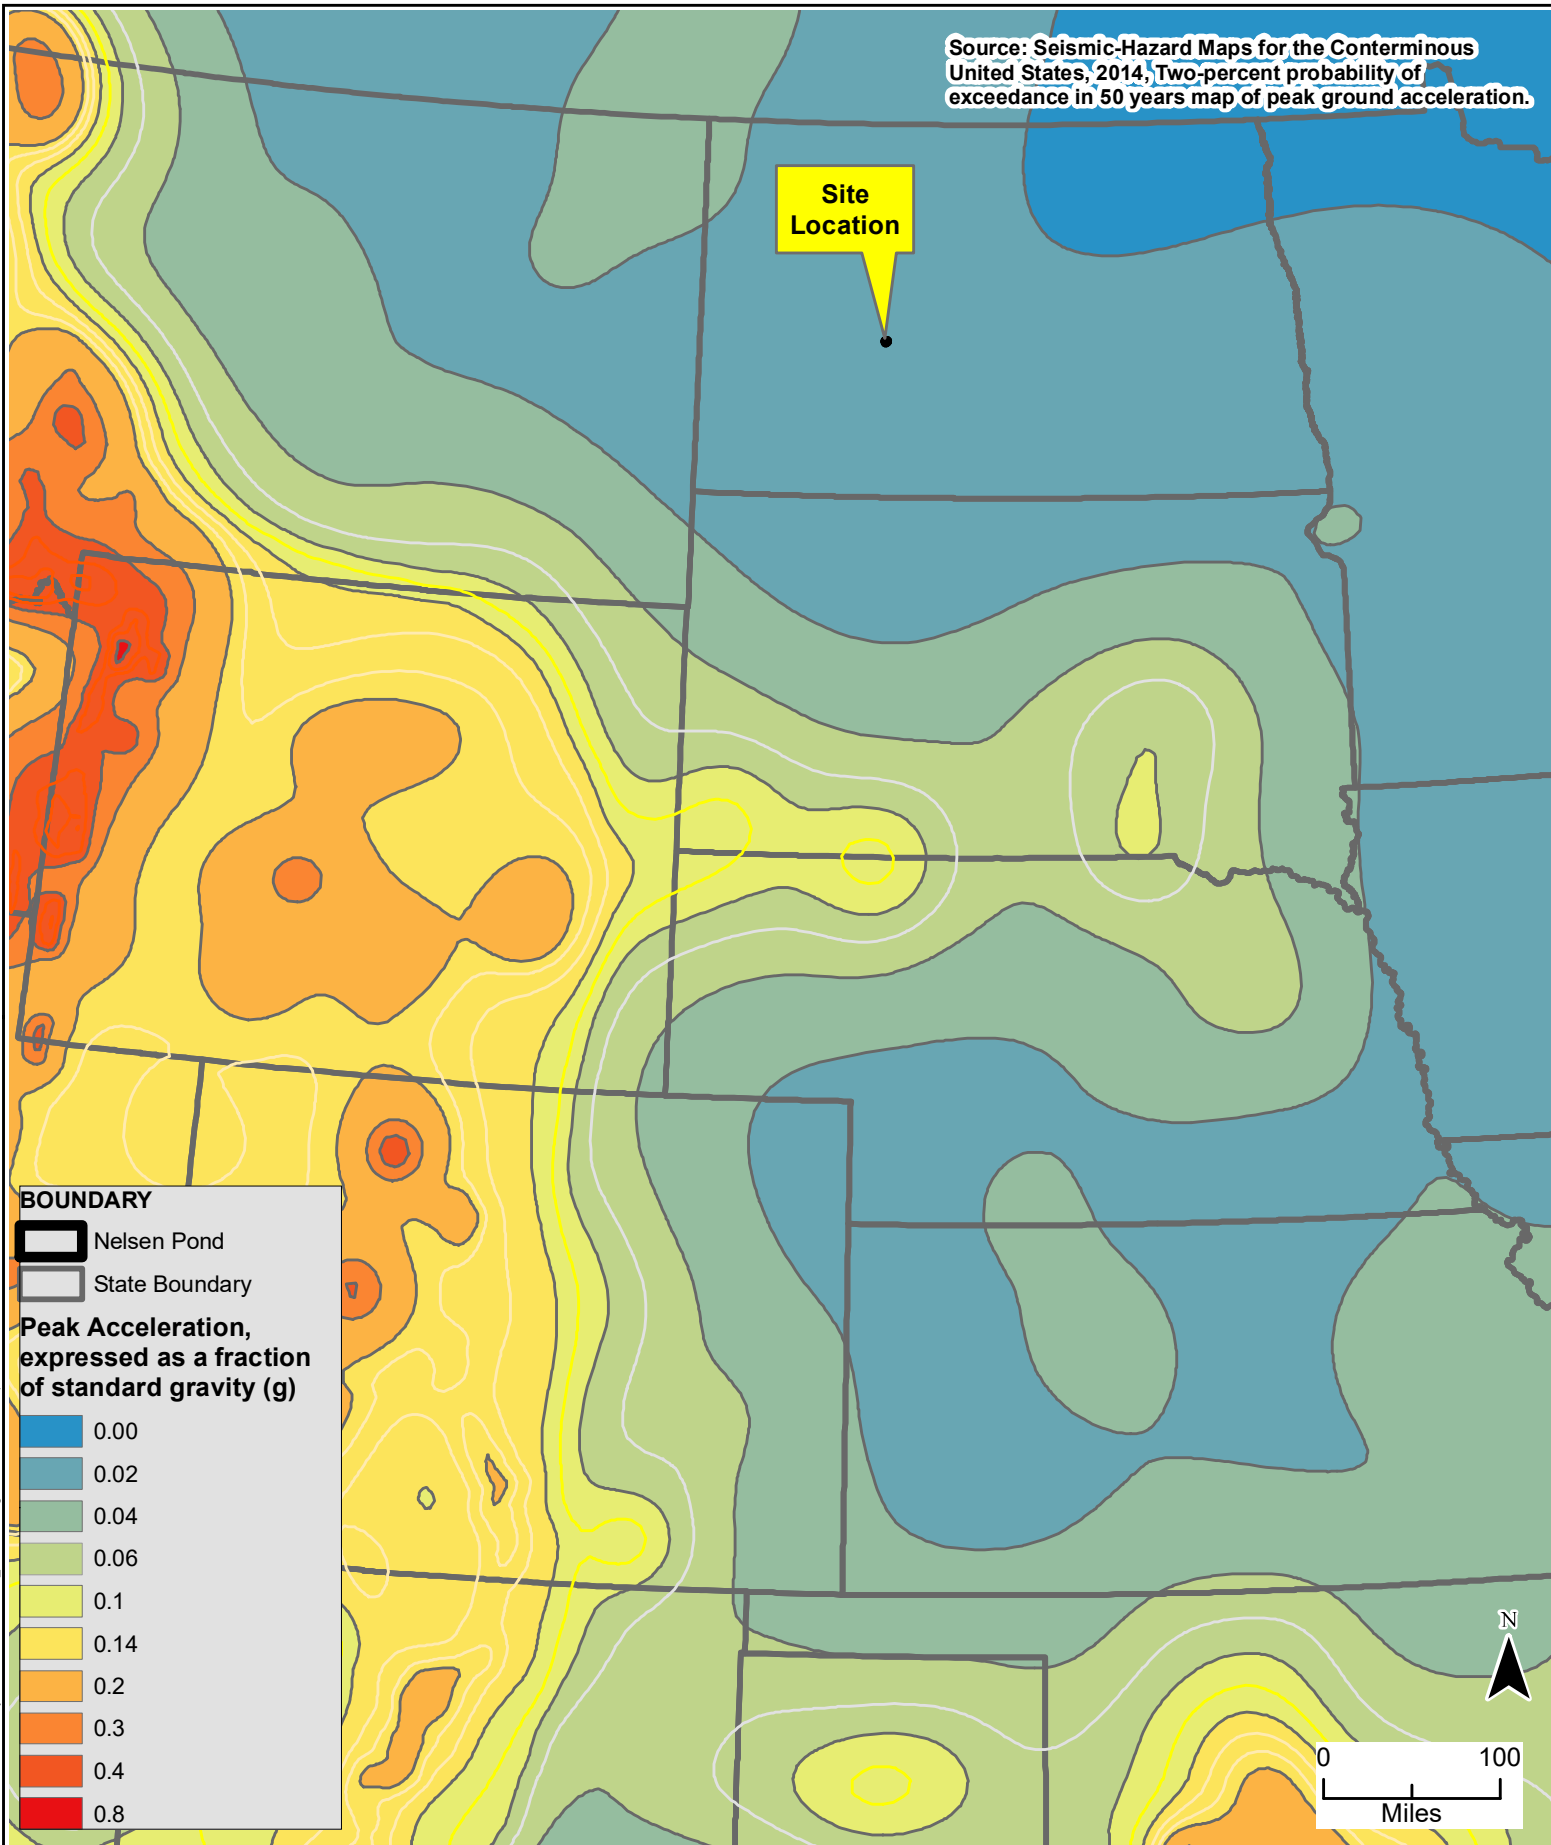 Source: Seismic-Hazard Maps for the Conterminous
United States, 2014, Two-percent probability of
exceedance in 50 years map of peak ground acceleration.
Site
Location
BOUNDARY
Nelsen Pond
State Boundary
Peak Acceleration,
expressed as a fraction
of standard gravity (g)
0.00
0.02
0.04
0.06
0.1
0.14
0.2
0.3
0.4
0.8
N
0 100
Miles